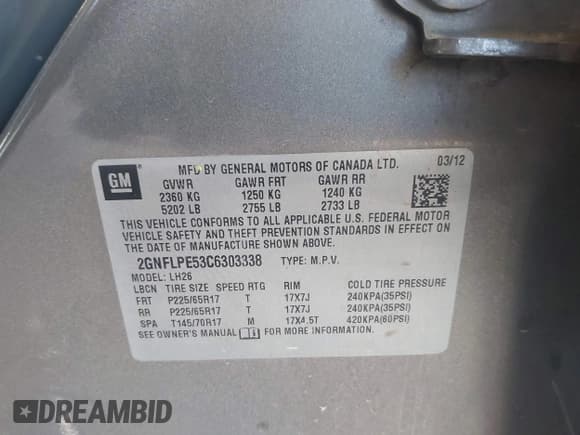 GM
MFD BY GENERAL MOTORS OF CANADA LTD. 03/12
GVWR GAWR FRT GAWR RR
2360 KG 1250 KG 1240 KG
5202 LB 2755 LB 2733 LB
THIS VEHICLE CONFORMS TO ALL APPLICABLE U.S. FEDERAL MOTOR
VEHICLE SAFETY AND THEFT PREVENTION STANDARDS IN EFFECT ON
THE DATE OF MANUFACTURE SHOWN ABOVE.
2GNFLPE53C6303338 TYPE: M.P.V.
MODEL: LH26
LBCN TIRE SIZE SPEED RTG RIM COLD TIRE PRESSURE
FRT P225/65R17 T 17X7J 240KPA(35PSI)
RR P225/65R17 T 17X7J 240KPA(35PSI)
SPA T145/70R17 M 17X4.5T 420KPA(60PSI)
SEE OWNER'S MANUAL FOR MORE INFORMATION.
DREAMBID